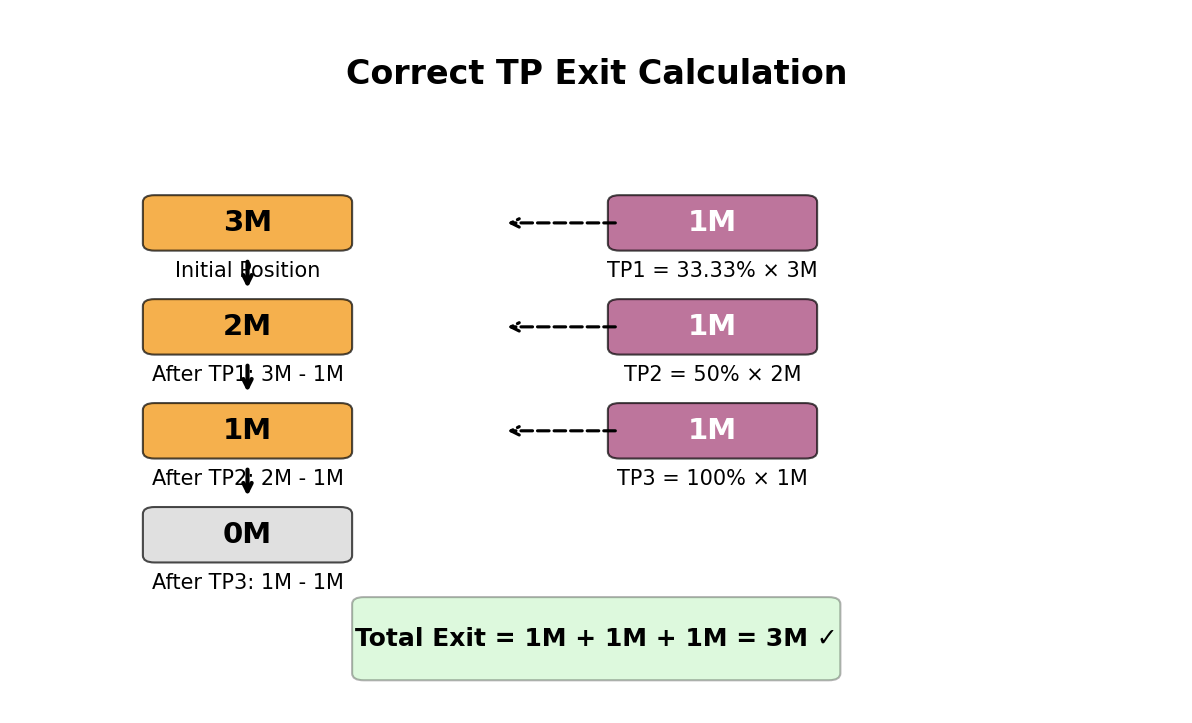 Correct TP Exit Calculation
3M
1M
Initial Position
TP1 = 33.33% × 3M
2M
1M
After TP1: 3M - 1M
TP2 = 50% × 2M
1M
1M
After TP2: 2M - 1M
TP3 = 100% × 1M
0M
After TP3: 1M - 1M
Total Exit = 1M + 1M + 1M = 3M ✓